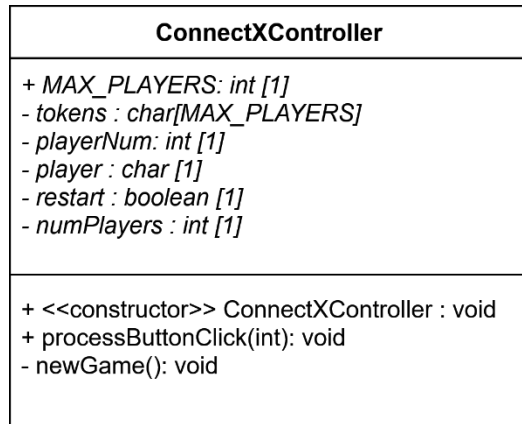 ConnectXController
+ MAX_PLAYERS: int [1]
- tokens : char[MAX_PLAYERS]
- playerNum: int [1]
- player : char [1]
- restart : boolean [1]
- numPlayers : int [1]
+ <<constructor>> ConnectXController : void
+ processButtonClick(int): void
- newGame(): void